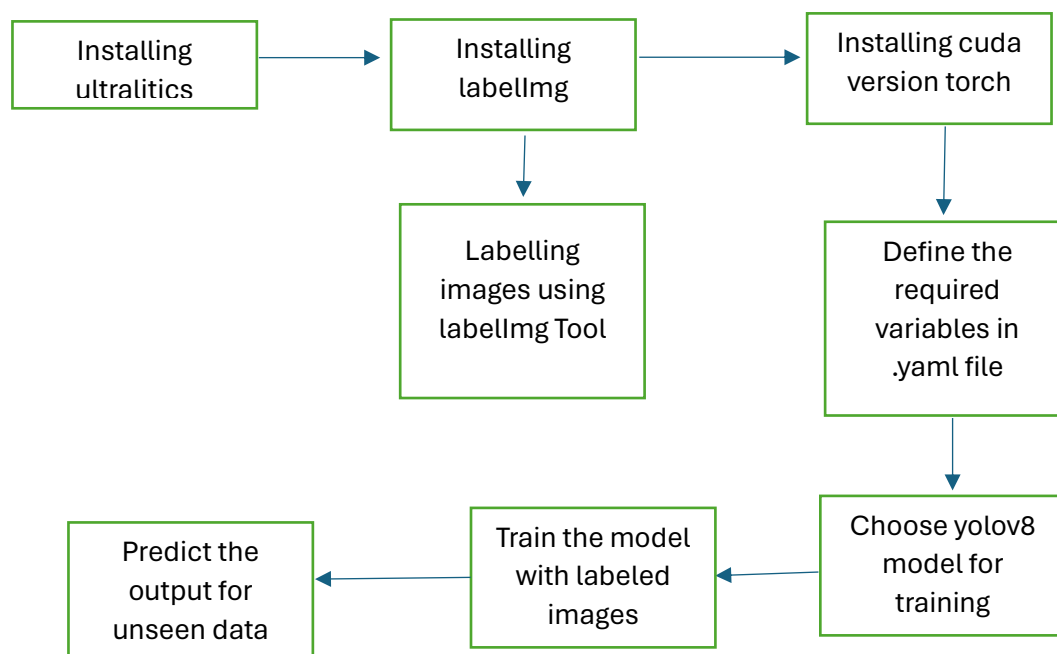 Installing
ultralitics
Installing
labelImg
Installing cuda
version torch
Labelling
images using
labelImg Tool
Define the
required
variables in
.yaml file
Choose yolov8
model for
training
Train the model
with labeled
images
Predict the
output for
unseen data